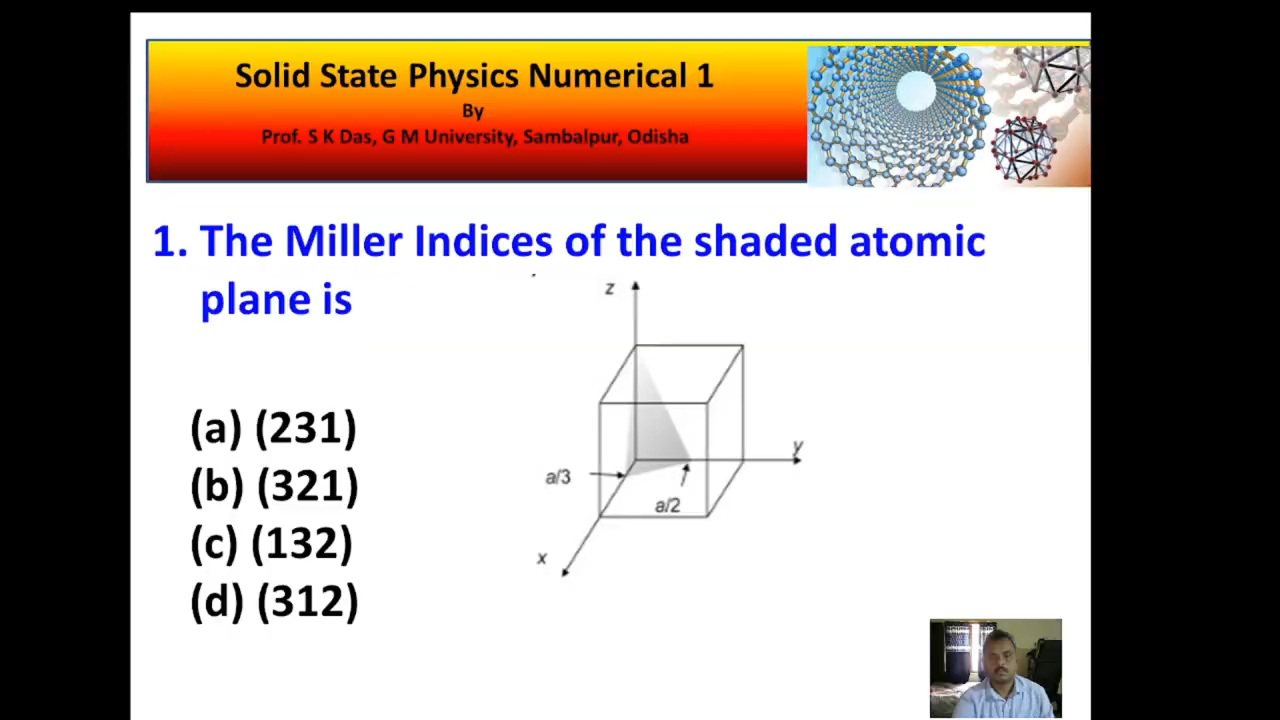 Solid State Physics Numerical 1
By
Prof. S K Das, G M University, Sambalpur, Odisha
1. The Miller Indices of the shaded atomic
plane is
z
y
a/3
a/2
x
(a) (231)
(b) (321)
(c) (132)
(d) (312)